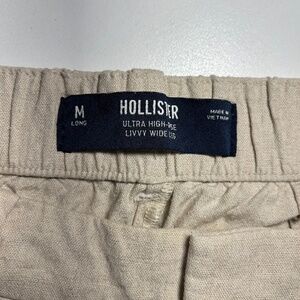 M
LONG
HOLLISTER
ULTRA HIGH-RISE
LIVVY WIDE LEG
MADE IN
VIETNAM